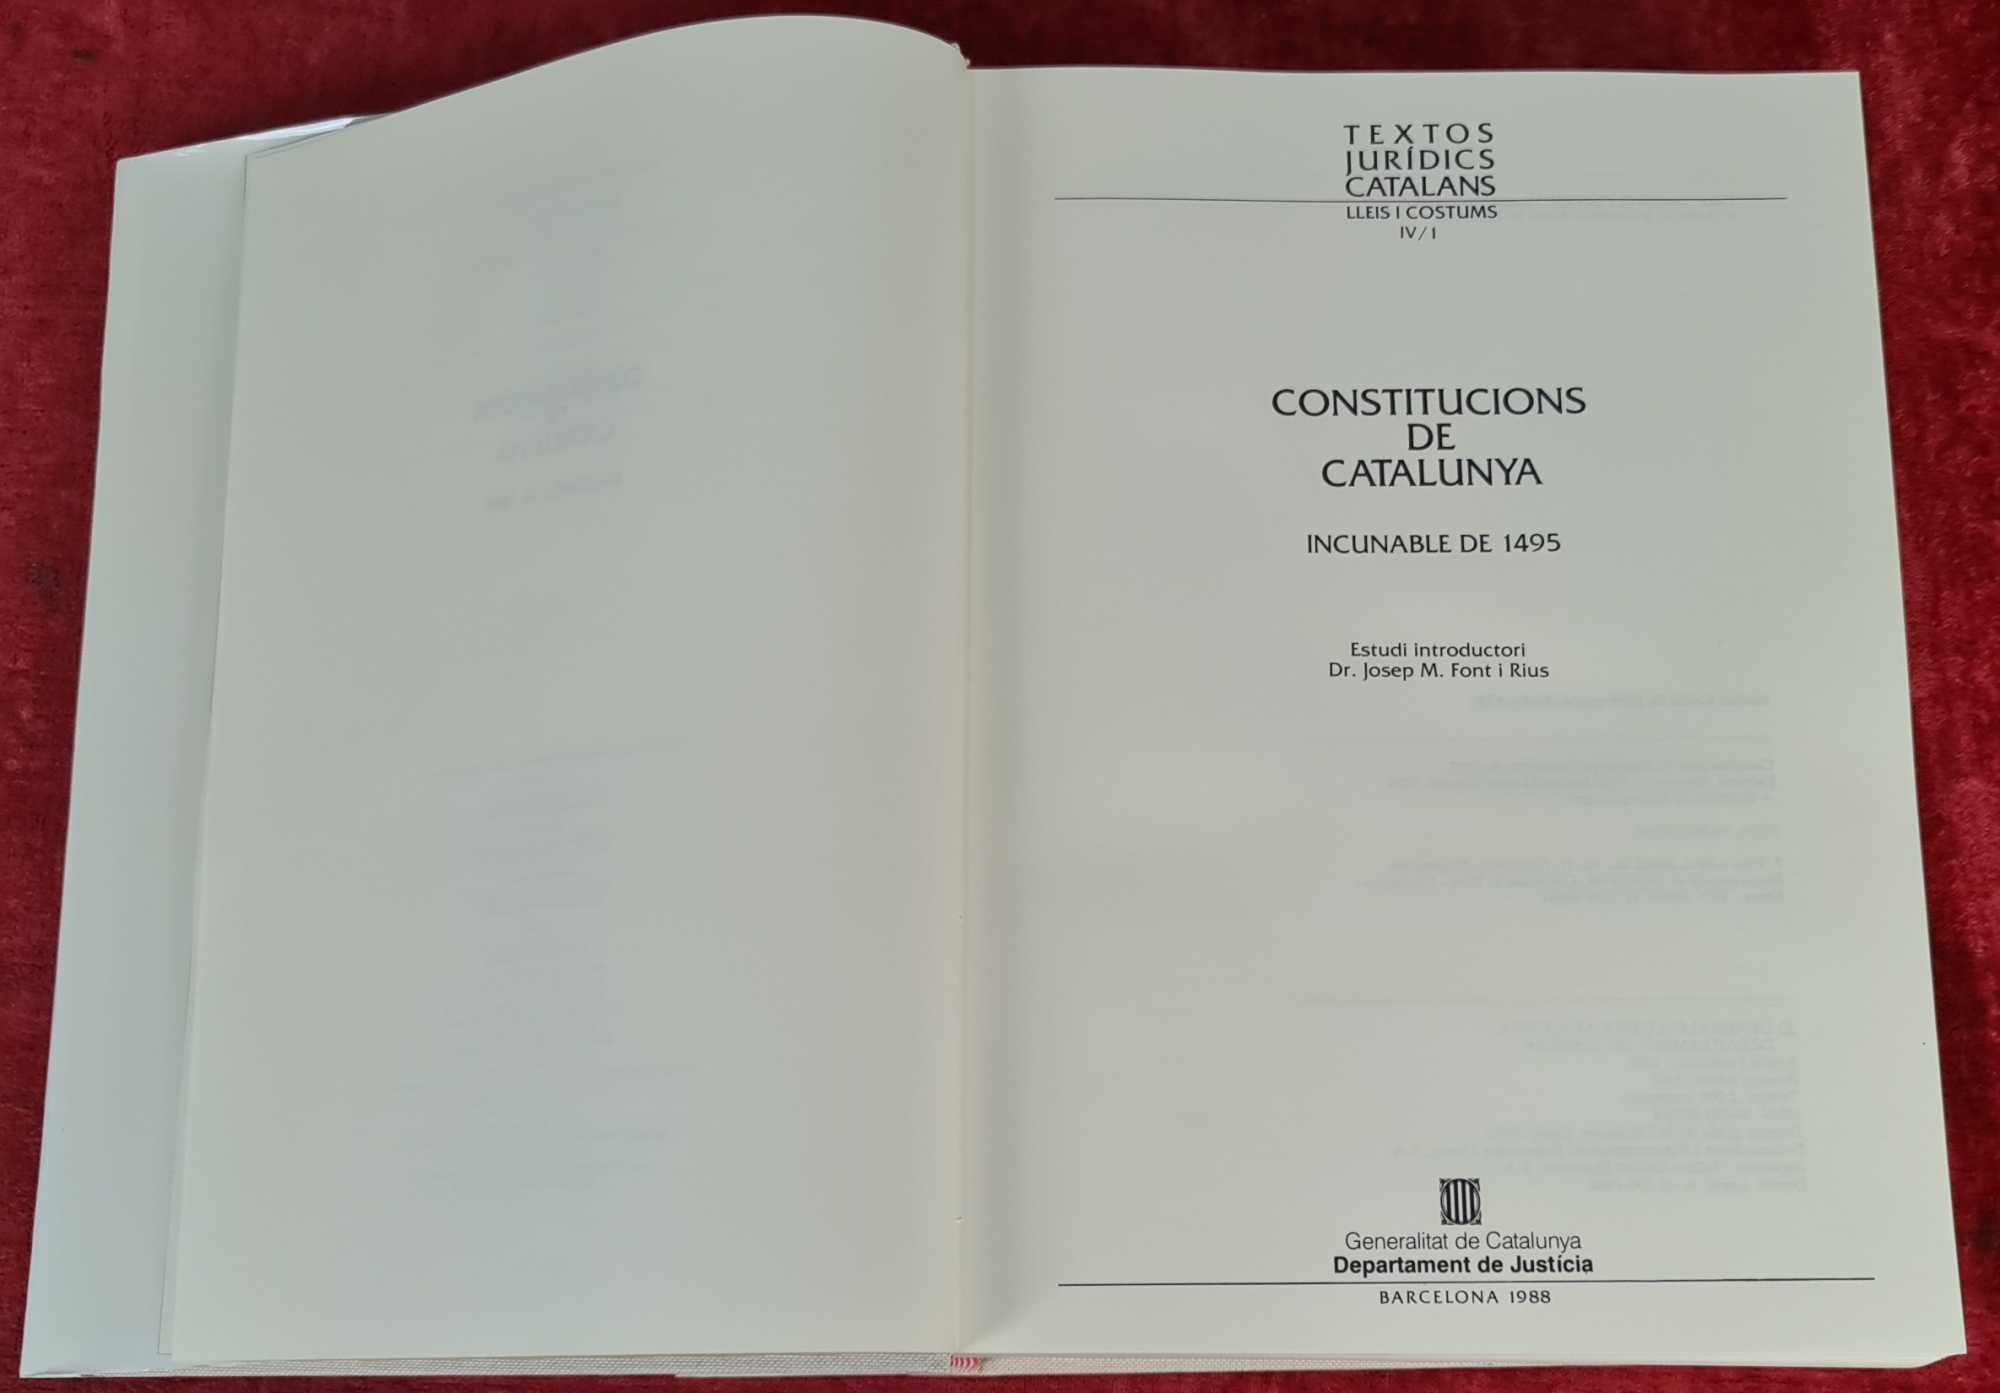 TEXTOS
JURÍDICS
CATALANS
LLEIS I COSTUMS
IV/1
CONSTITUCIONS
DE
CATALUNYA
INCUNABLE DE 1495
Estudi introductori
Dr. Josep M. Font i Rius
Generalitat de Catalunya
Departament de Justícia
BARCELONA 1988